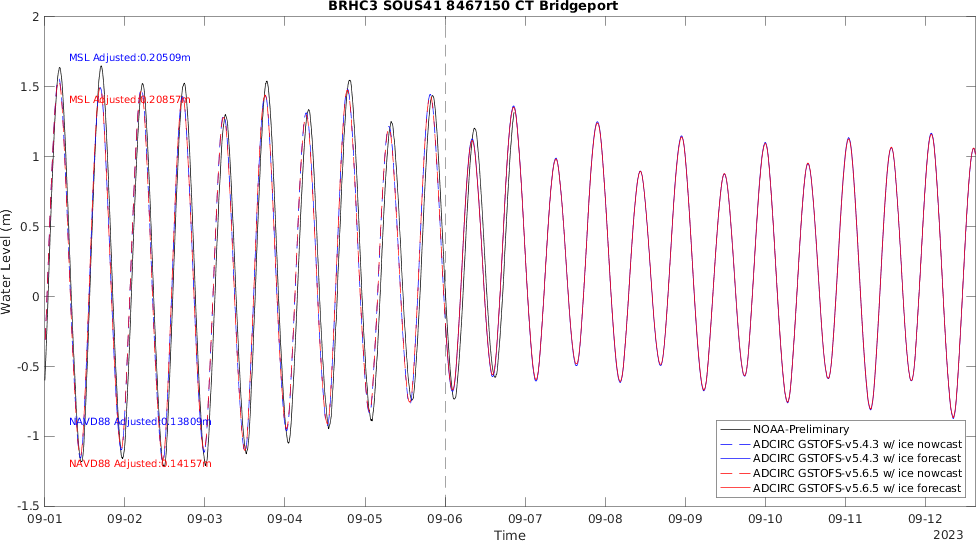 BRHC3 SOUS41 8467150 CT Bridgeport
2
1.5
1
0.5
0
-0.5
-1
-1.5
Water Level (m)
MSL Adjusted:0.20509m
MSL Adjusted:0.20857m
NAVD88 Adjusted:0.13809m
NAVD88 Adjusted:0.14157m
NOAA-Preliminary
ADCIRC GSTOFS-v5.4.3 w/ ice nowcast
ADCIRC GSTOFS-v5.4.3 w/ ice forecast
ADCIRC GSTOFS-v5.6.5 w/ ice nowcast
ADCIRC GSTOFS-v5.6.5 w/ ice forecast
09-01 09-02 09-03 09-04 09-05 09-06 09-07 09-08 09-09 09-10 09-11 09-12
Time
2023